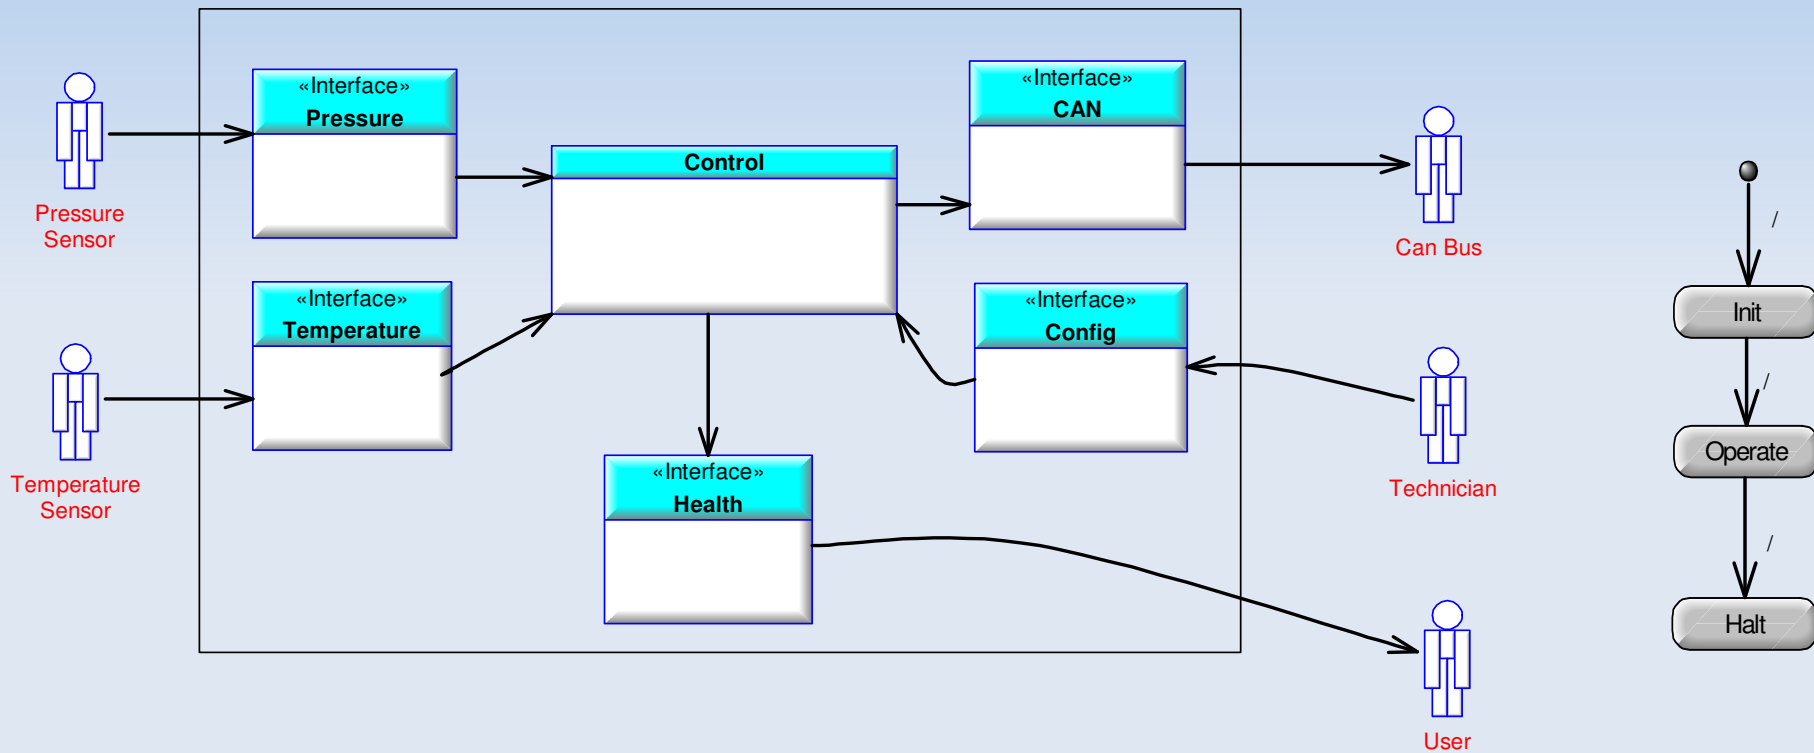 «Interface»
Pressure
Pressure
Sensor
«Interface»
Temperature
Temperature
Sensor
Control
«Interface»
Health
«Interface»
CAN
Can Bus
«Interface»
Config
Technician
User
/
Init
/
Operate
/
Halt